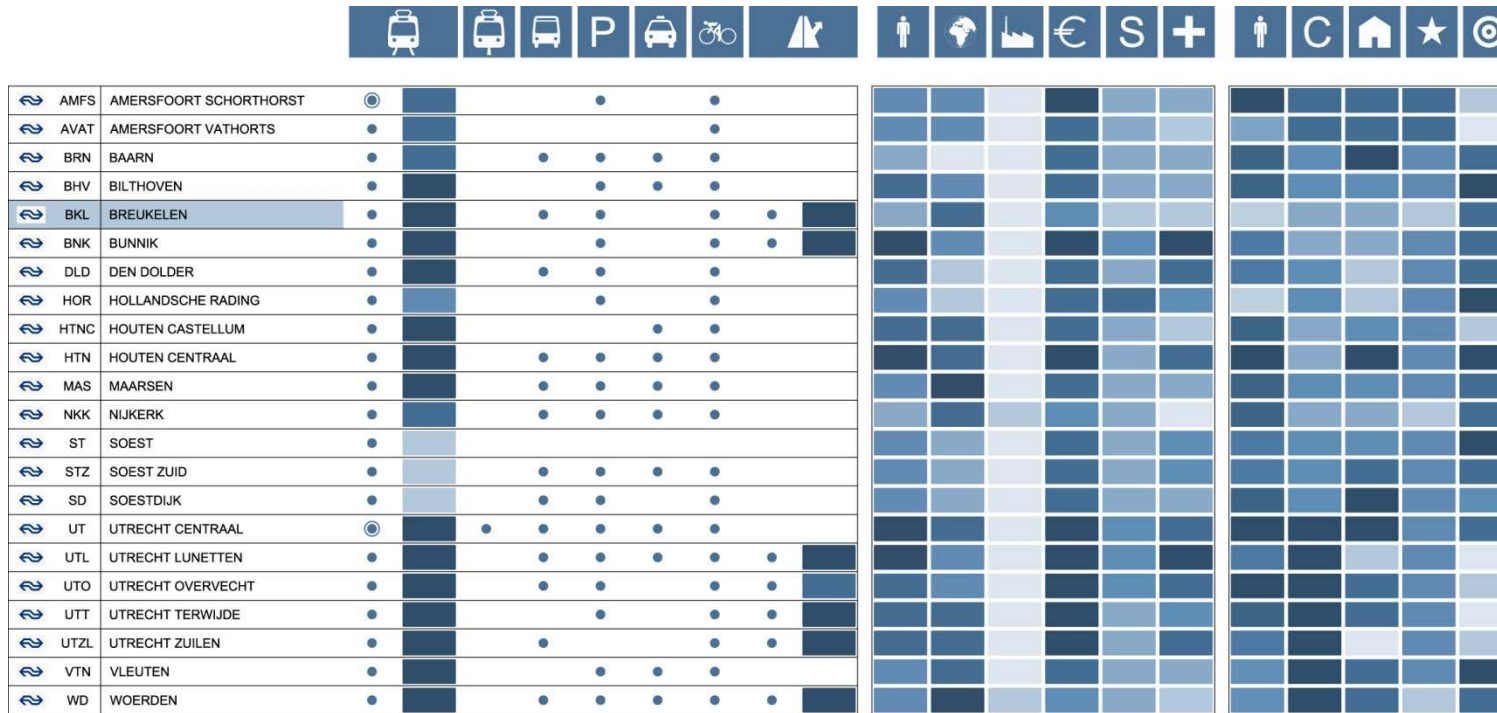 P € S C
AMFS AMERSFOORT SCHORTHORST
AVAT AMERSFOORT VATHORTS
BRN BAARN
BHV BILTHOVEN
BKL BREUKELEN
BNK BUNNIK
DLD DEN DOLDER
HOR HOLLANDSCHE RADING
HTNC HOUTEN CASTELLUM
HTN HOUTEN CENTRAAL
MAS MAARSEN
NKK NIJKERK
ST SOEST
STZ SOEST ZUID
SD SOESTDIJK
UT UTRECHT CENTRAAL
UTL UTRECHT LUNETTEN
UTO UTRECHT OVERVECHT
UTT UTRECHT TERWIJDE
UTZL UTRECHT ZUILEN
VTN VLEUTEN
WD WOERDEN